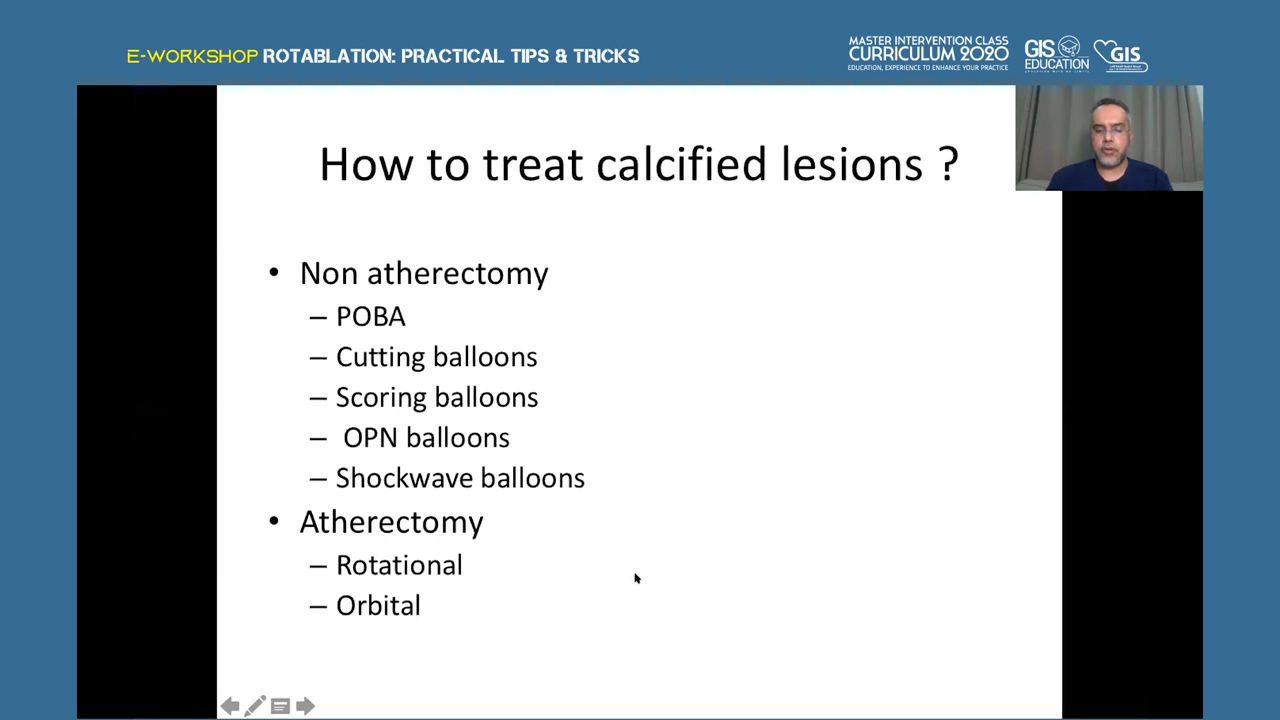 E-WORKSHOP ROTABLATION: PRACTICAL TIPS & TRICKS
MASTER INTERVENTION CLASS
CURRICULUM 2020
EDUCATION, EXPERIENCE TO ENHANCE YOUR PRACTICE
GIS
EDUCATION
GIS
How to treat calcified lesions ?
• Non atherectomy
– POBA
– Cutting balloons
– Scoring balloons
– OPN balloons
– Shockwave balloons
• Atherectomy
– Rotational
– Orbital